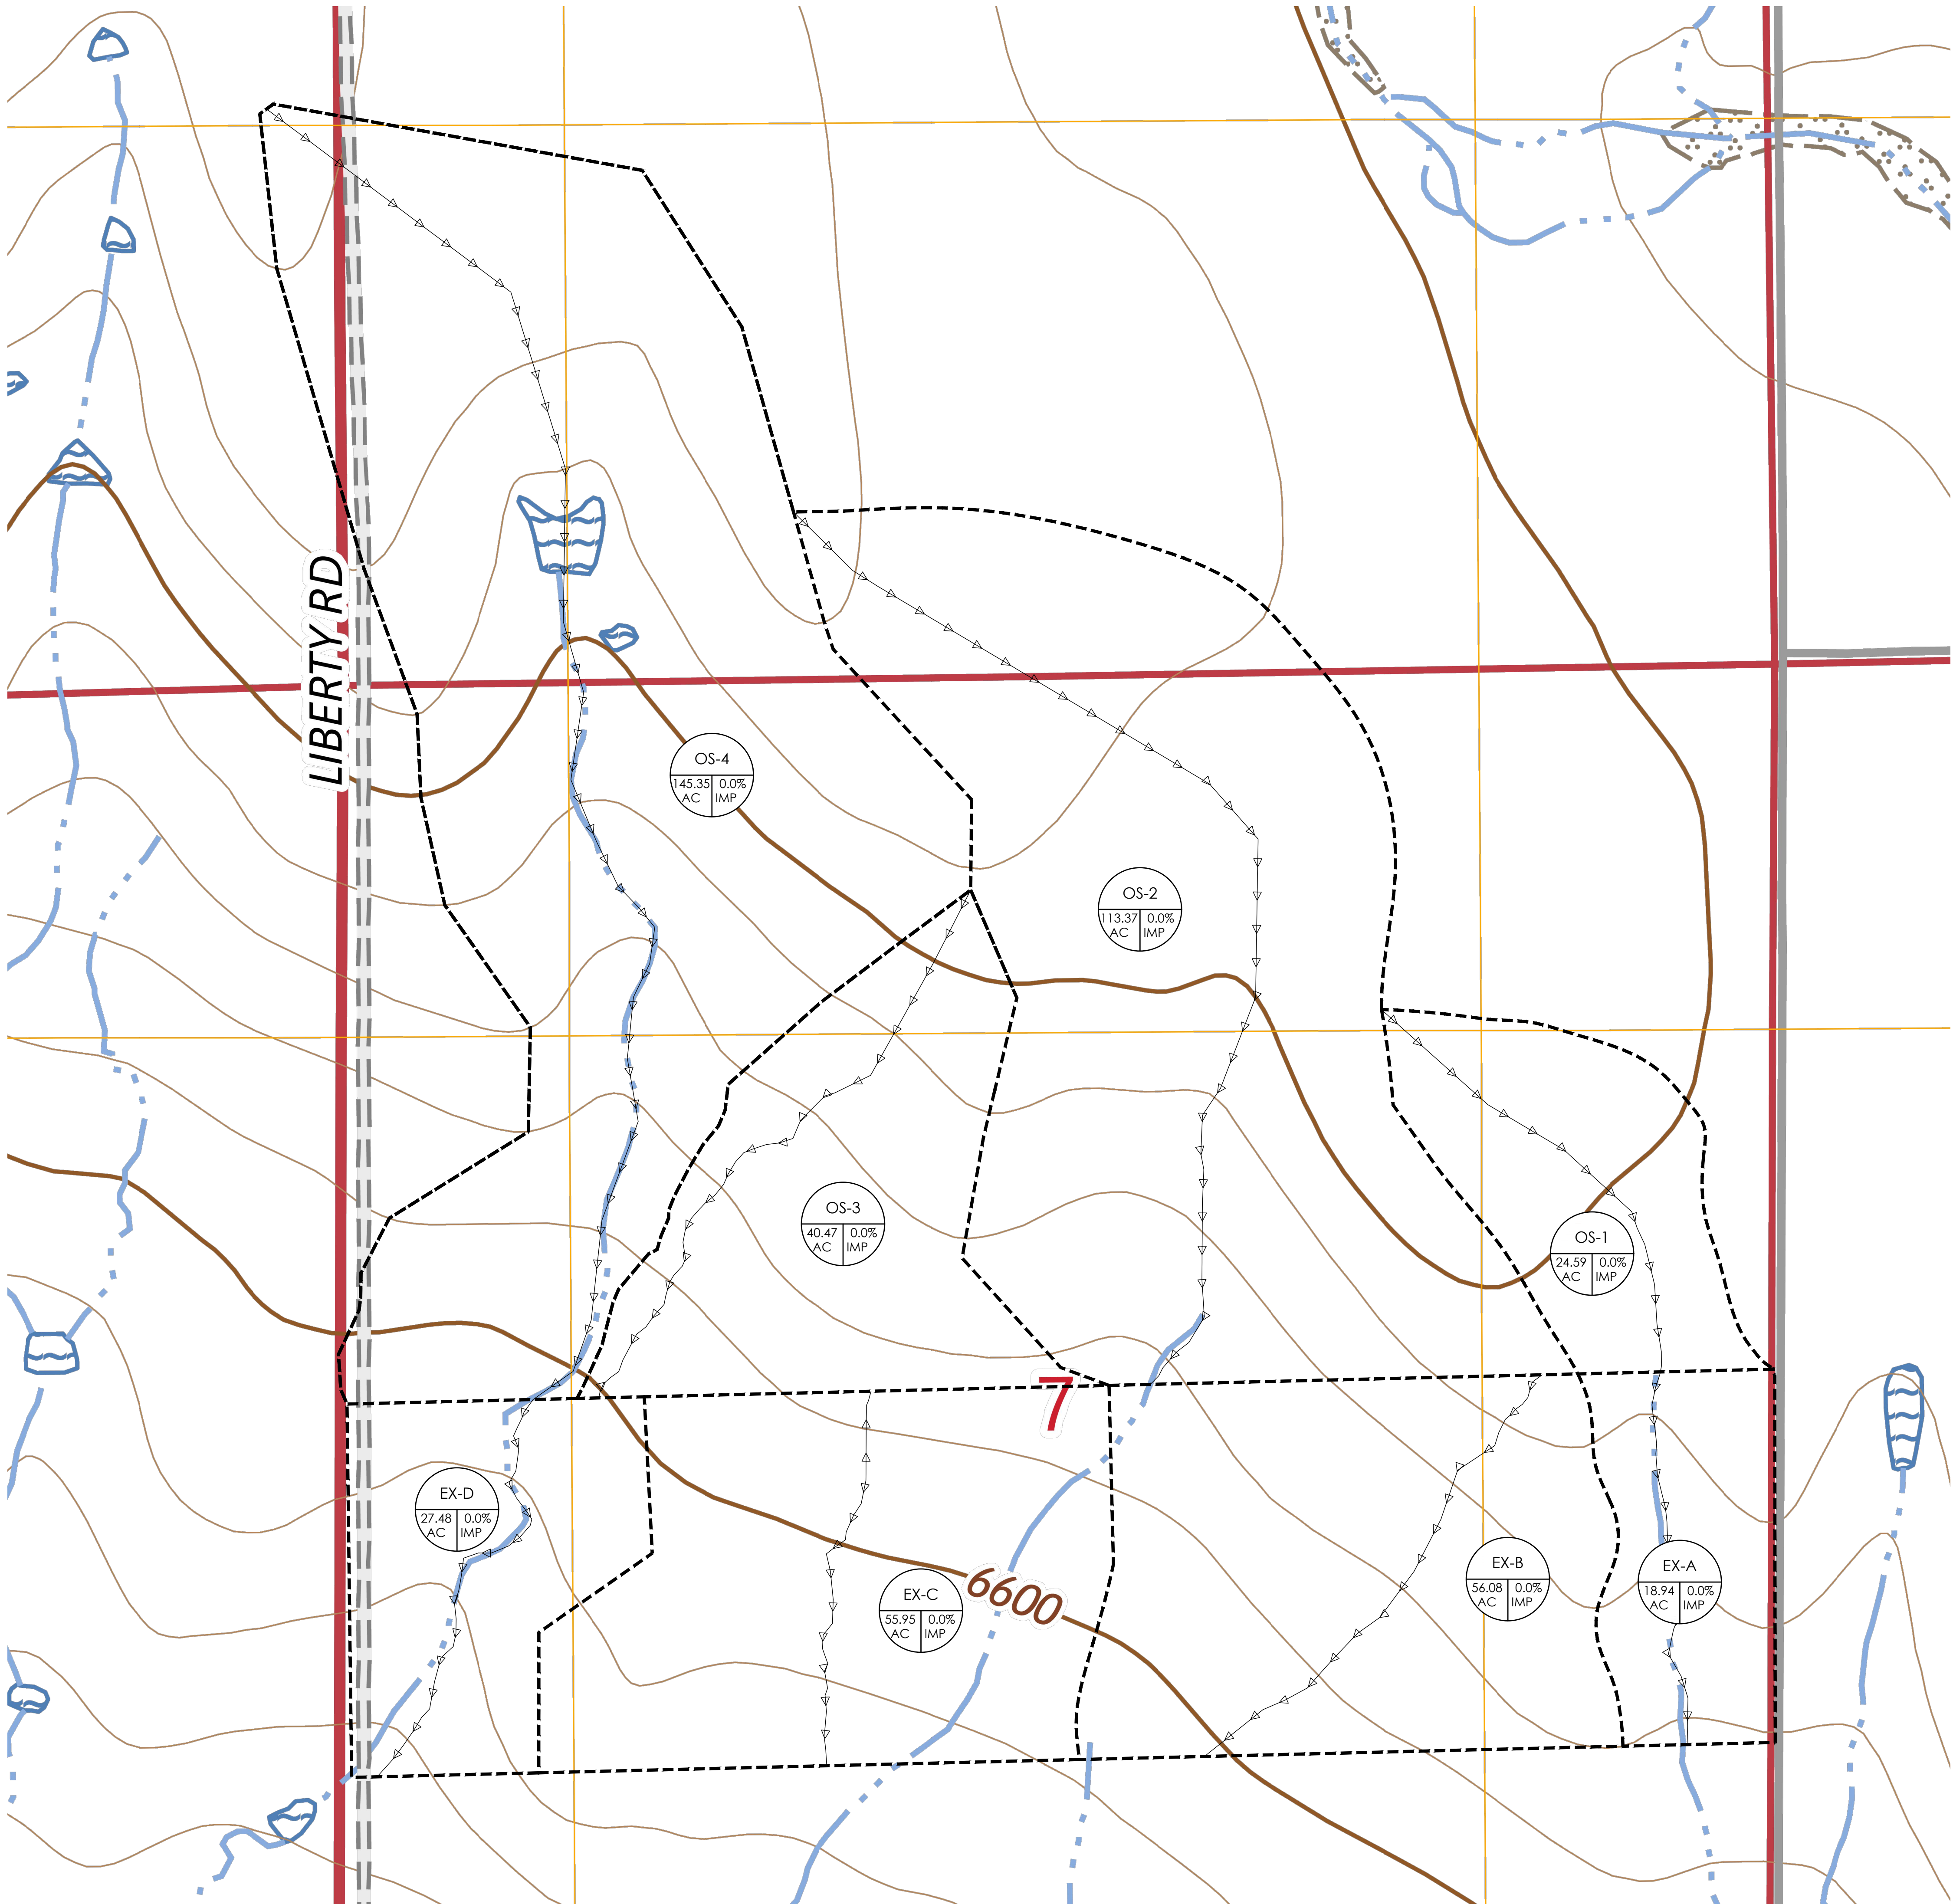 LIBERTY RD
OS-4
145.35 0.0%
AC IMP
OS-2
113.37 0.0%
AC IMP
OS-3
40.47 0.0%
AC IMP
OS-1
24.59 0.0%
AC IMP
7
EX-D
27.48 0.0%
AC IMP
EX-C
55.95 0.0%
AC IMP
6600
EX-B
56.08 0.0%
AC IMP
EX-A
18.94 0.0%
AC IMP